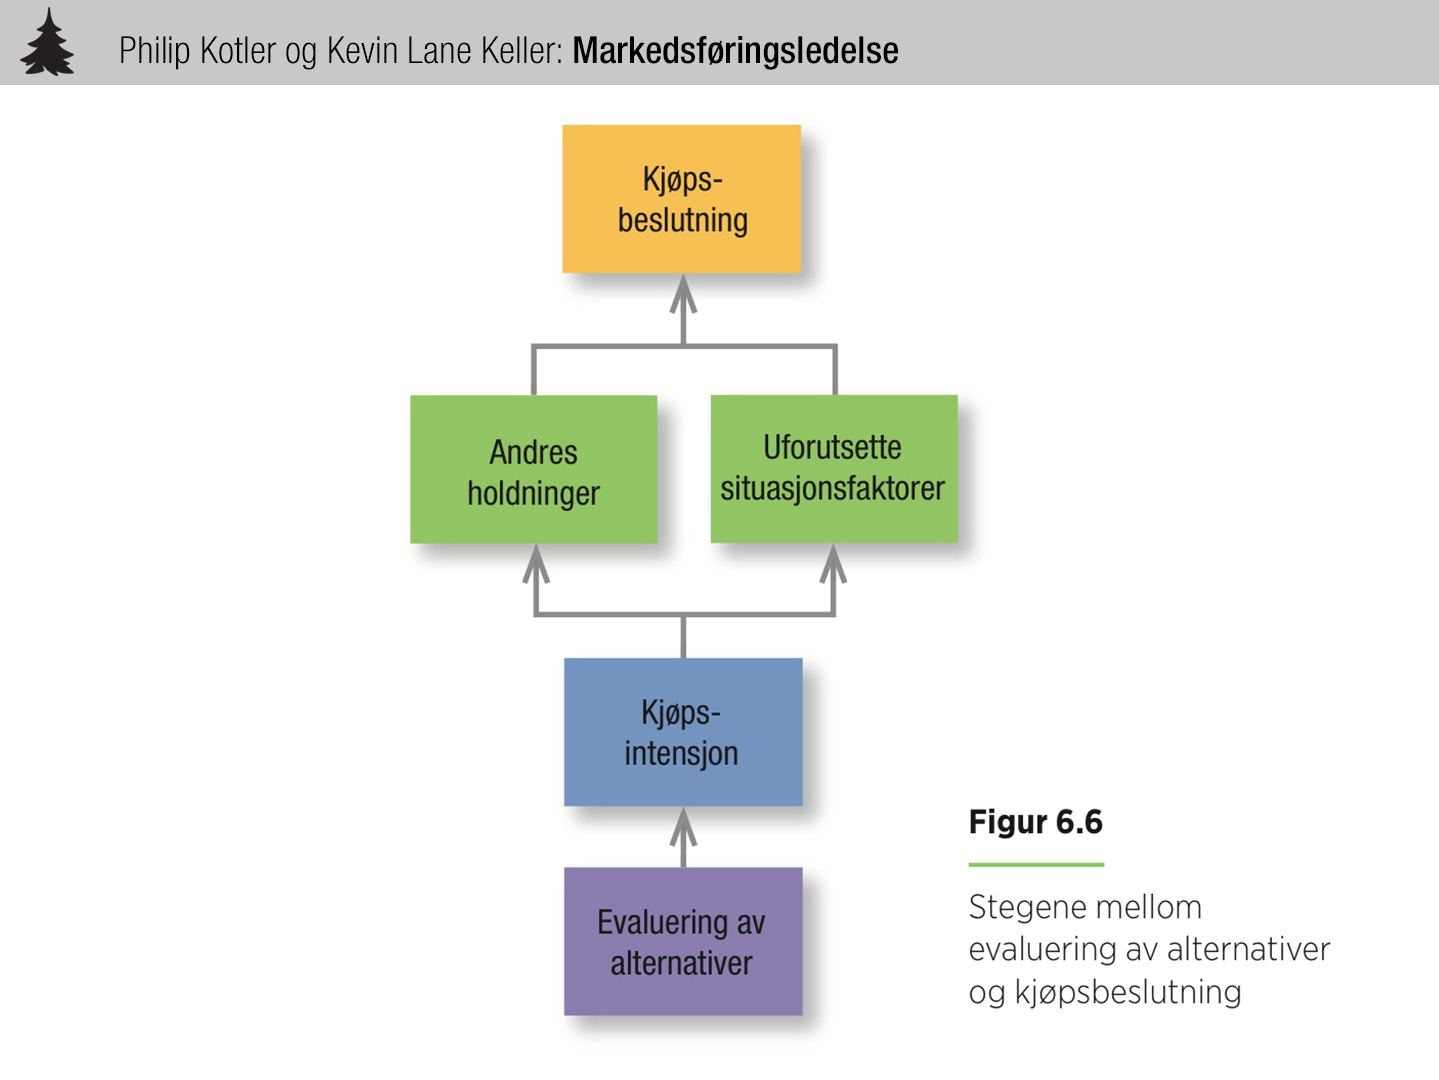 Philip Kotler og Kevin Lane Keller: Markedsføringsledelse
Kjøps-
beslutning
Andres
holdninger
Uforutsette
situasjonsfaktorer
Kjøps-
intensjon
Evaluering av
alternativer
Figur 6.6
Stegene mellom
evaluering av alternativer
og kjøpsbeslutning